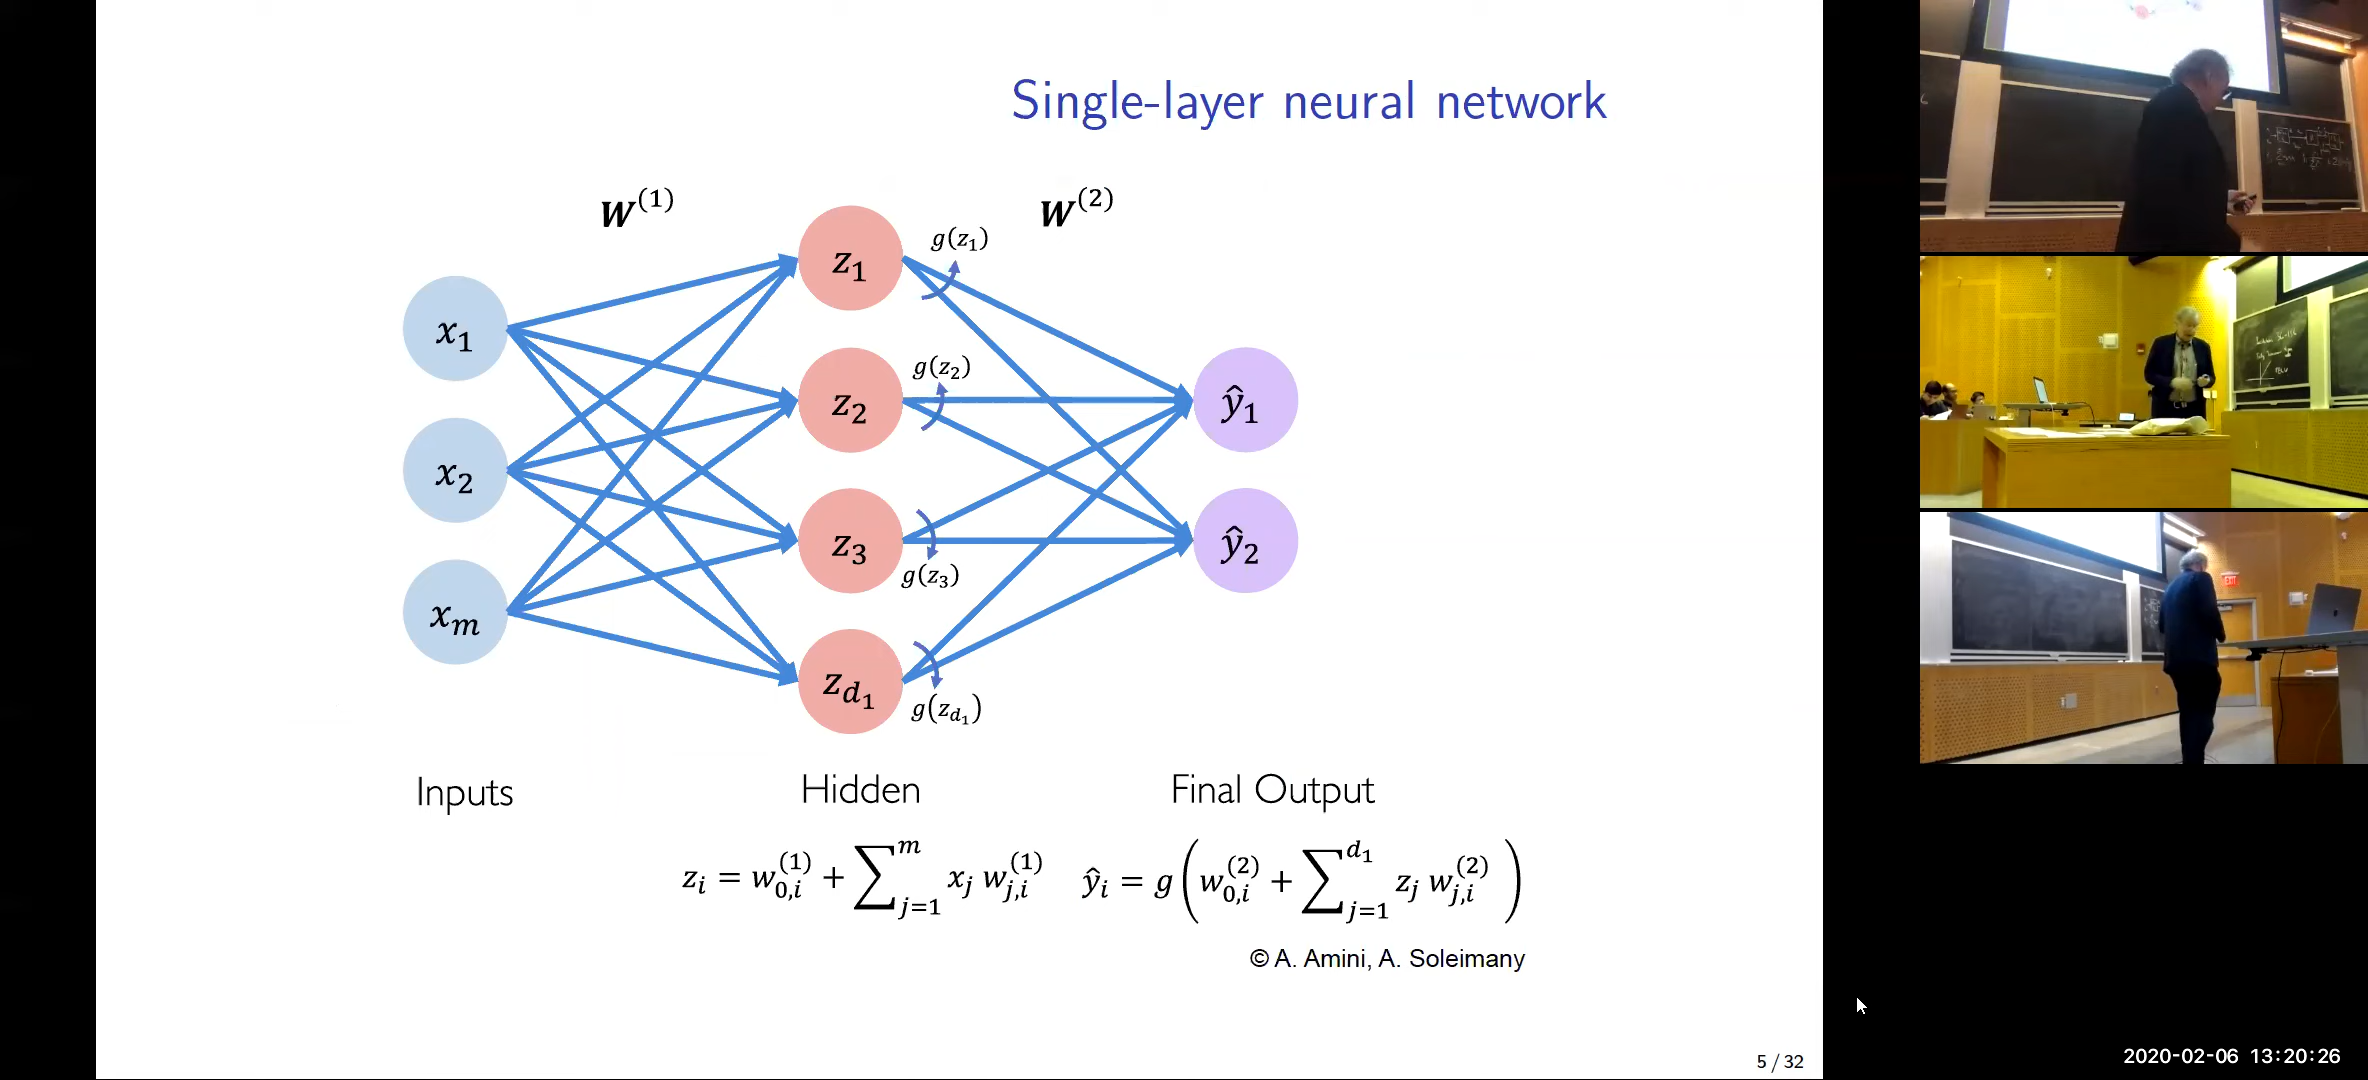 Single-layer neural network
W^{(1)}
W^{(2)}
z_1
g(z_1)
x_1
z_2
g(z_2)
ŷ_1
x_2
z_3
g(z_3)
ŷ_2
x_m
z_{d_1}
g(z_{d_1})
Inputs
Hidden
Final Output
z_i = w_{0,i}^{(1)} + ∑_{j=1}^{m} x_j w_{j,i}^{(1)}
ŷ_i = g(w_{0,i}^{(2)} + ∑_{j=1}^{d_1} z_j w_{j,i}^{(2)})
© A. Amini, A. Soleimany
5 / 32
EXIT
2020-02-06 13:20:26